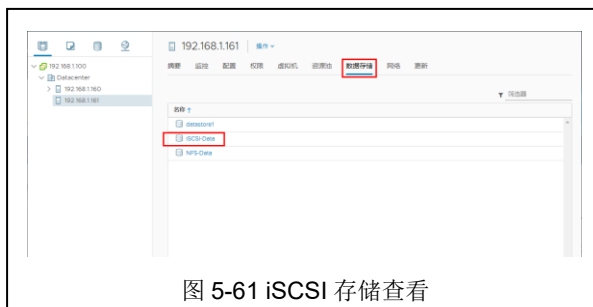 192.168.1.161 操作
192.168.1.100
Datacenter
192.168.1.160
192.168.1.161
摘要 监控 配置 权限 虚拟机 资源池 数据存储 网络 更新
筛选器
名称 ↑
datastore1
iSCSI-Data
NFS-Data
图 5-61 iSCSI 存储查看